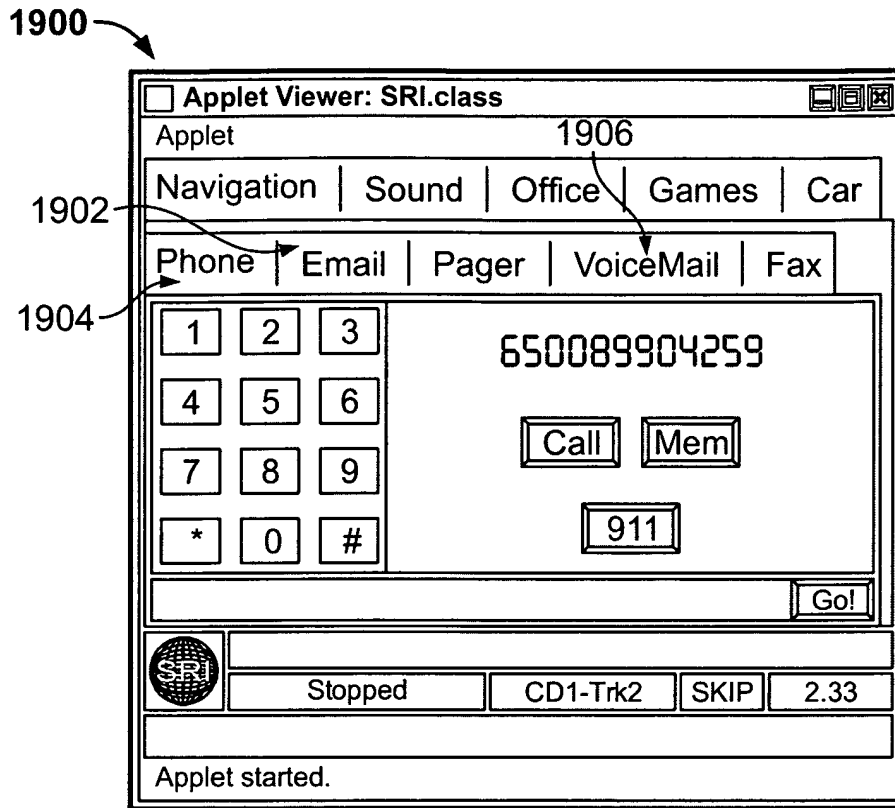 1900
Applet Viewer: SRI.class
Applet
1906
Navigation | Sound | Office | Games | Car
1902
Phone | Email | Pager | VoiceMail | Fax
1904
1 2 3
650089904259
4 5 6
Call Mem
7 8 9
911
* 0 #
Go!
SRI
Stopped CD1-Trk2 SKIP 2.33
Applet started.